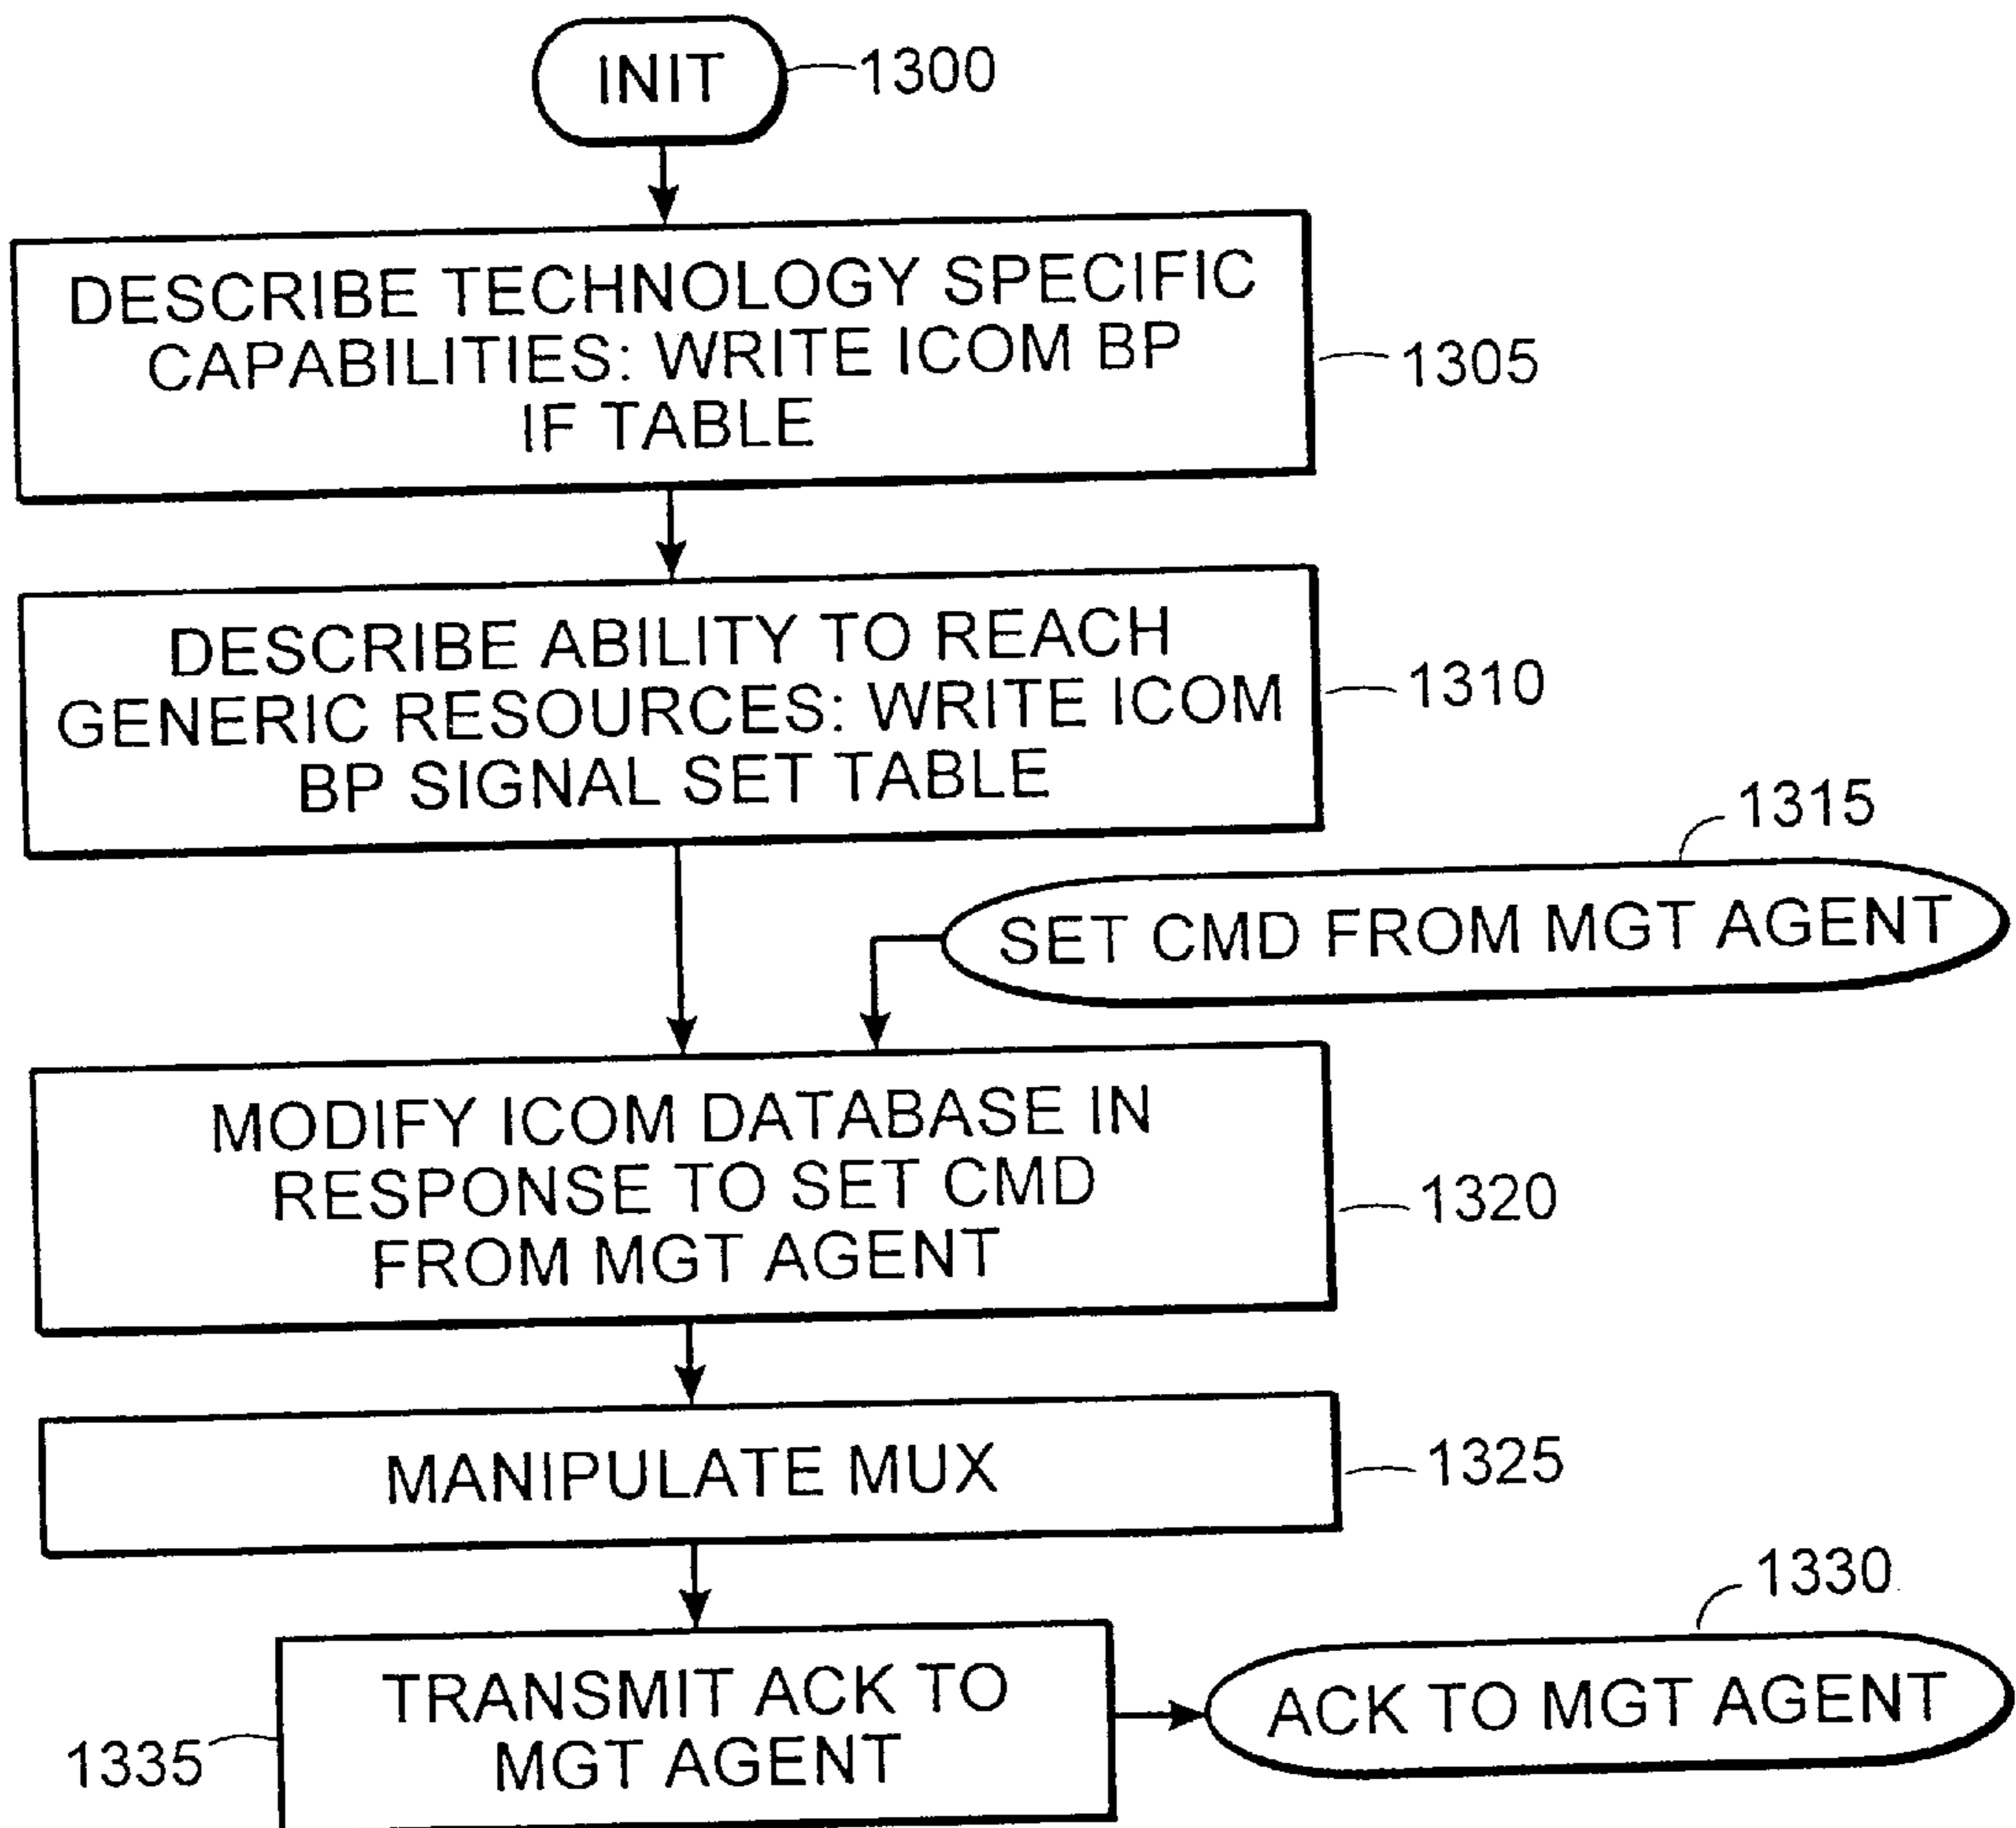 INIT
1300
DESCRIBE TECHNOLOGY SPECIFIC
CAPABILITIES: WRITE ICOM BP
IF TABLE
1305
DESCRIBE ABILITY TO REACH
GENERIC RESOURCES: WRITE ICOM
BP SIGNAL SET TABLE
1310
1315
SET CMD FROM MGT AGENT
MODIFY ICOM DATABASE IN
RESPONSE TO SET CMD
FROM MGT AGENT
1320
MANIPULATE MUX
1325
1330
TRANSMIT ACK TO
MGT AGENT
1335
ACK TO MGT AGENT